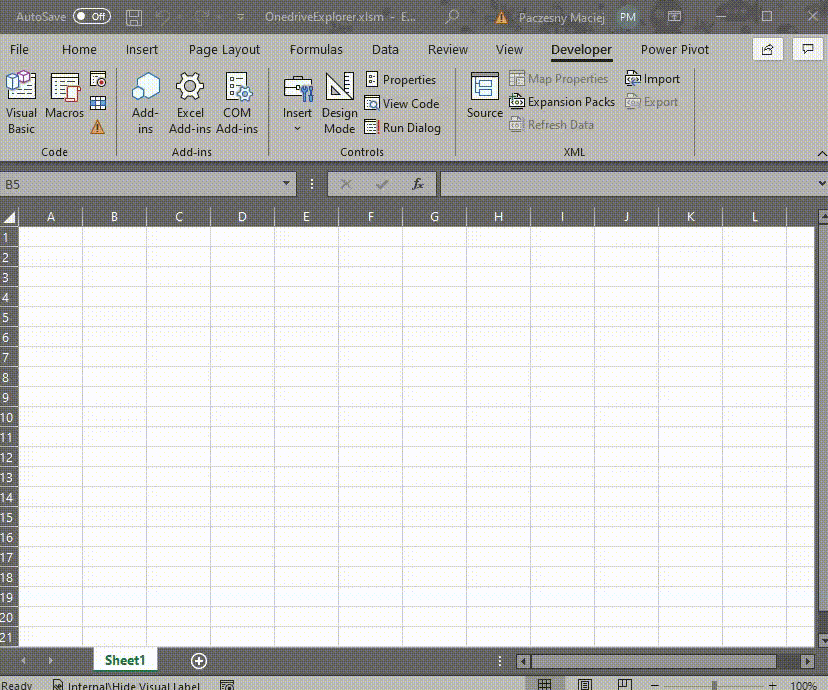 AutoSave Off OnedriveExplorer.xlsm - E... Paczesny Maciej PM
File Home Insert Page Layout Formulas Data Review View Developer Power Pivot
Visual Basic Macros Add-ins Excel Add-ins COM Add-ins Insert Design Mode Properties View Code Run Dialog Source Map Properties Expansion Packs Refresh Data Import Export
Code Add-ins Controls XML
B5 fx
A B C D E F G H I J K L
1
2
3
4
5
6
7
8
9
10
11
12
13
14
15
16
17
18
19
20
21
Sheet1
Ready Internal\Hide Visual Label 100%